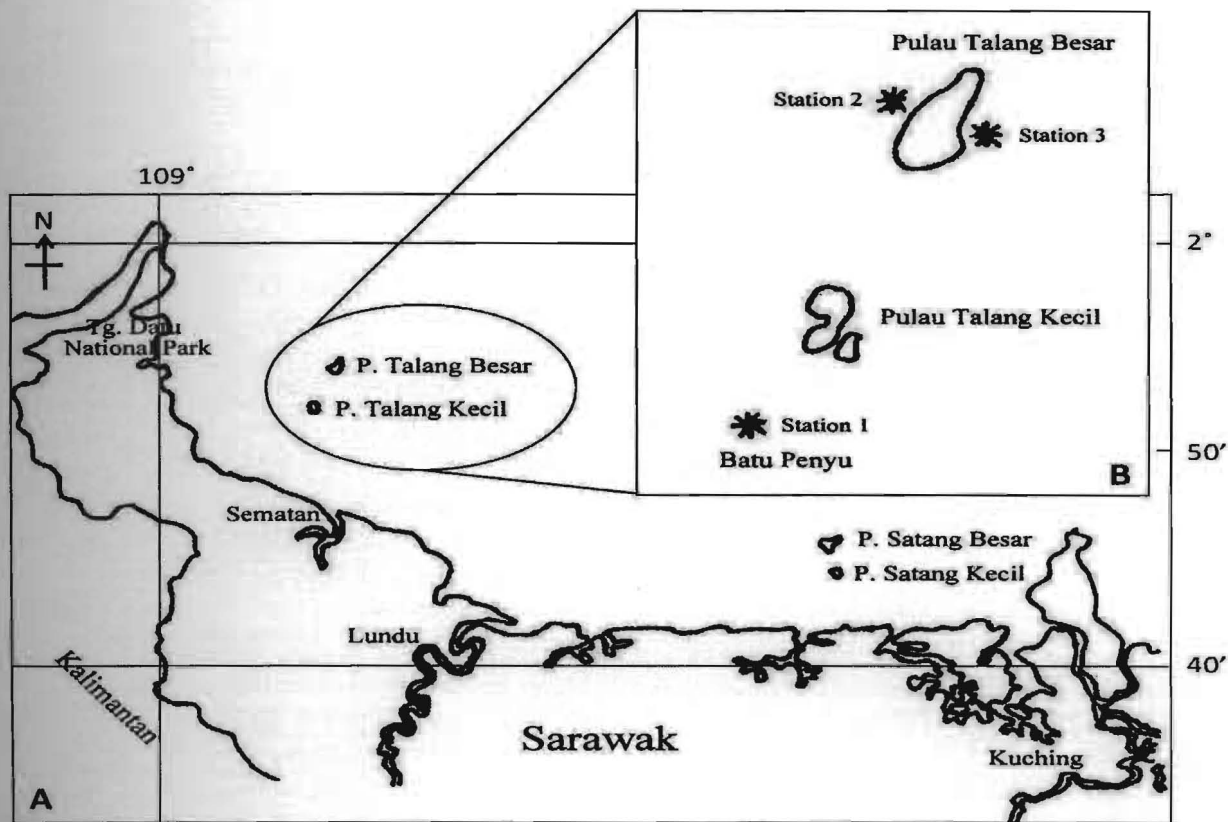 Pulau Talang Besar
Station 2
Station 3
109°
N
2°
Tg. Datu
National Park
P. Talang Besar
P. Talang Kecil
Pulau Talang Kecil
Station 1
Batu Penyu
B
50'
Sematan
P. Satang Besar
P. Satang Kecil
Lundu
40'
Kalimantan
Sarawak
Kuching
A